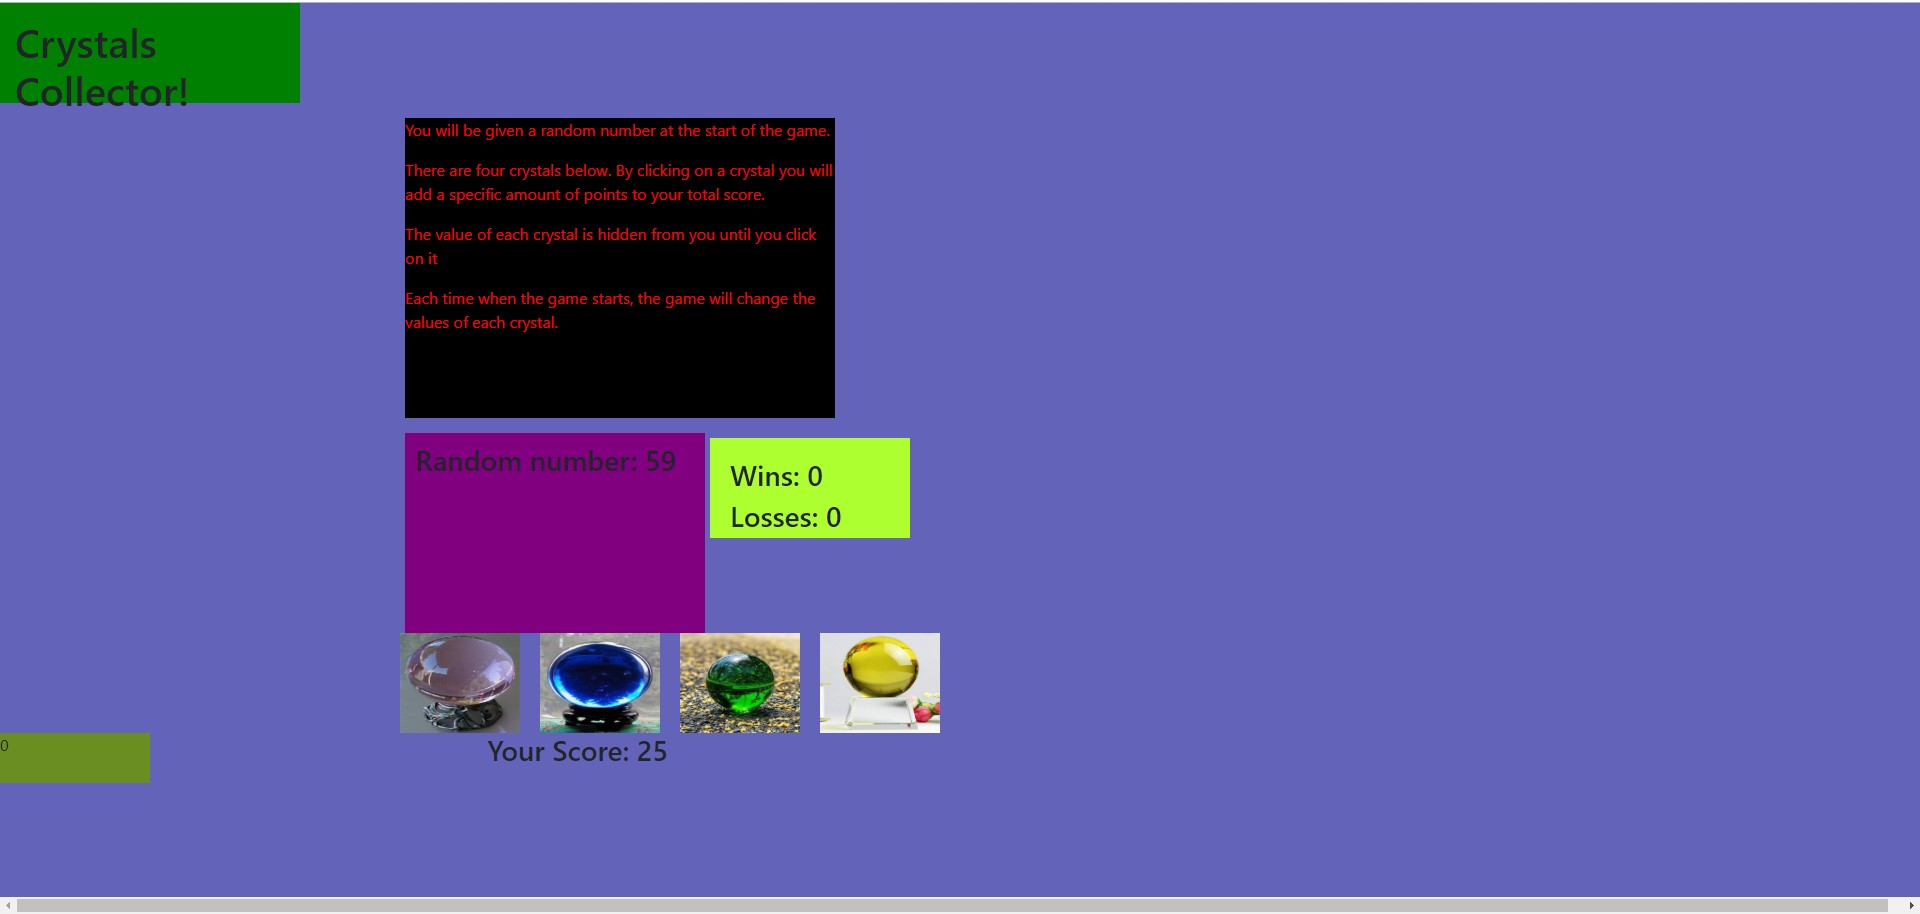 Crystals
Collector!
You will be given a random number at the start of the game.
There are four crystals below. By clicking on a crystal you will
add a specific amount of points to your total score.
The value of each crystal is hidden from you until you click
on it
Each time when the game starts, the game will change the
values of each crystal.
Random number: 59
Wins: 0
Losses: 0
Your Score: 25
0